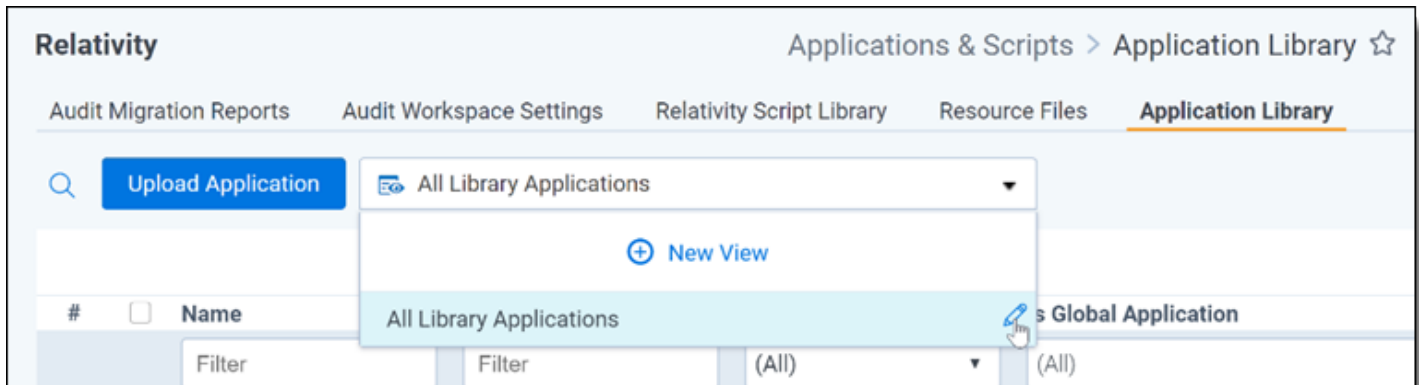 Relativity
Applications & Scripts > Application Library
Audit Migration Reports Audit Workspace Settings Relativity Script Library Resource Files Application Library
Upload Application All Library Applications
New View
# Name s Global Application
All Library Applications
Filter Filter (All) (All)